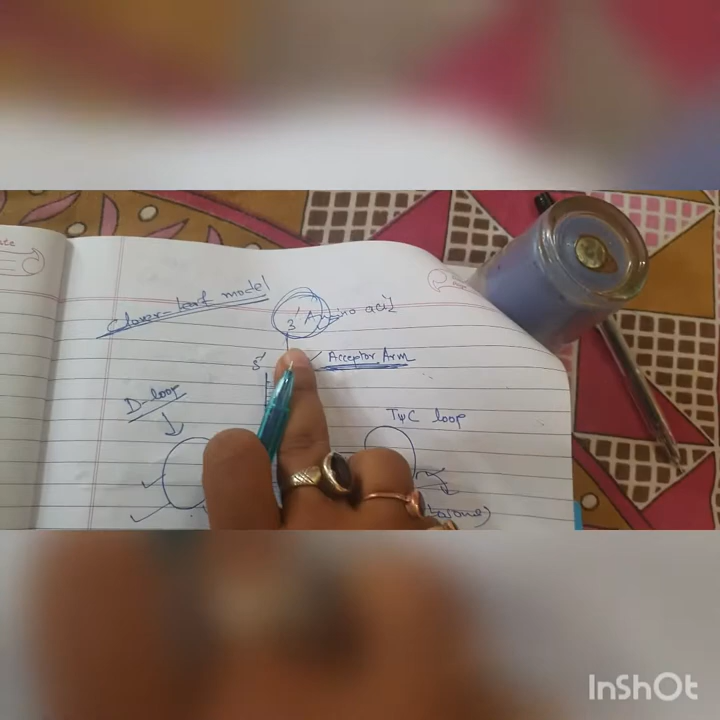 Clover-leaf model
3' Amino acid
5'
Acceptor Arm
D-loop
TψC loop
InShOt